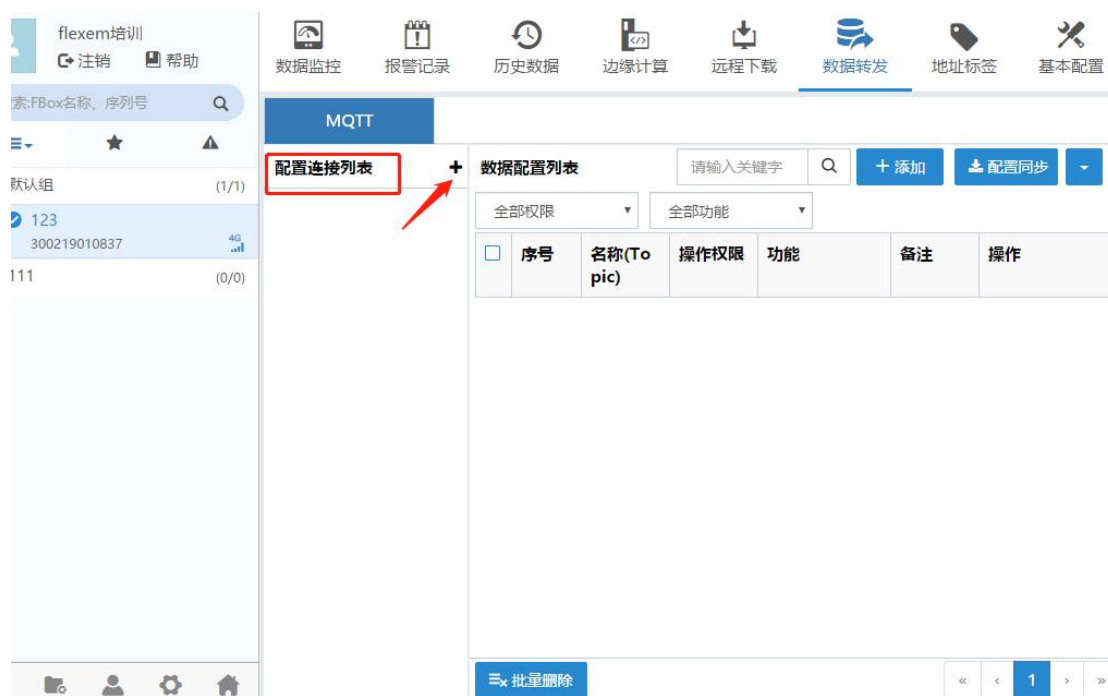 flexem培训
注销 帮助
索:FBox名称、序列号
默认组 (1/1)
123
300219010837 4G
111 (0/0)
数据监控 报警记录 历史数据 边缘计算 远程下载 数据转发 地址标签 基本配置
MQTT
配置连接列表 +
数据配置列表 请输入关键字 + 添加 配置同步
全部权限 全部功能
序号 名称(To 操作权限 功能 备注 操作
pic)
批量删除 « ‹ 1 › »